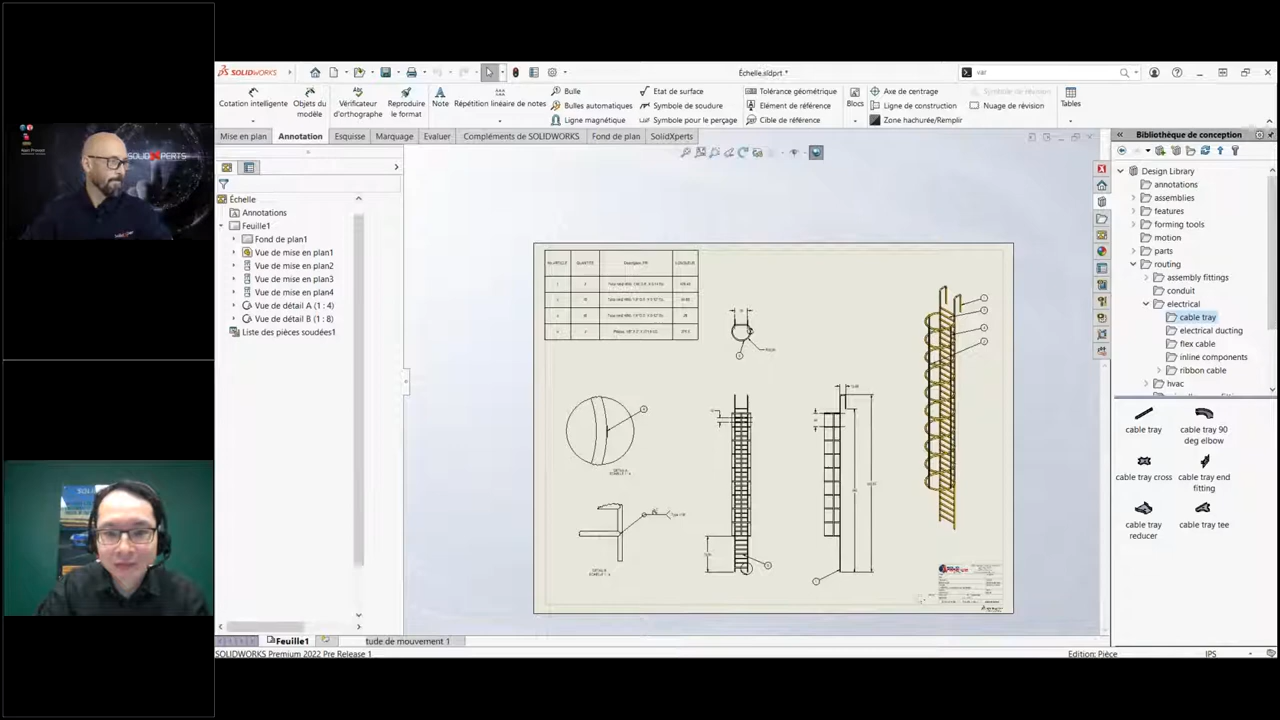 SOLIDXPERTS
SOLIDWORKS
Échelle.sldprt *
var
Cotation intelligente
Objets du modèle
Vérificateur d'orthographe
Reproduire le format
Note
Répétition linéaire de notes
Bulle
Bulles automatiques
Ligne magnétique
Etat de surface
Symbole de soudure
Symbole pour le perçage
Tolérance géométrique
Elément de référence
Cible de référence
Blocs
Axe de centrage
Ligne de construction
Zone hachurée/Remplir
Symbole de révision
Nuage de révision
Tables
Mise en plan
Annotation
Esquisse
Marquage
Evaluer
Compléments de SOLIDWORKS
Fond de plan
SolidXperts
Échelle
Annotations
Feuille1
Fond de plan1
Vue de mise en plan1
Vue de mise en plan2
Vue de mise en plan3
Vue de mise en plan4
Vue de détail A (1 : 4)
Vue de détail B (1 : 8)
Liste des pièces soudées1
Bibliothèque de conception
Design Library
annotations
assemblies
features
forming tools
motion
parts
routing
assembly fittings
conduit
electrical
cable tray
electrical ducting
flex cable
inline components
ribbon cable
hvac
cable tray
cable tray 90 deg elbow
cable tray cross
cable tray end fitting
cable tray reducer
cable tray tee
Feuille1
tude de mouvement 1
SOLIDWORKS Premium 2022 Pre Release 1
Edition: Pièce
IPS